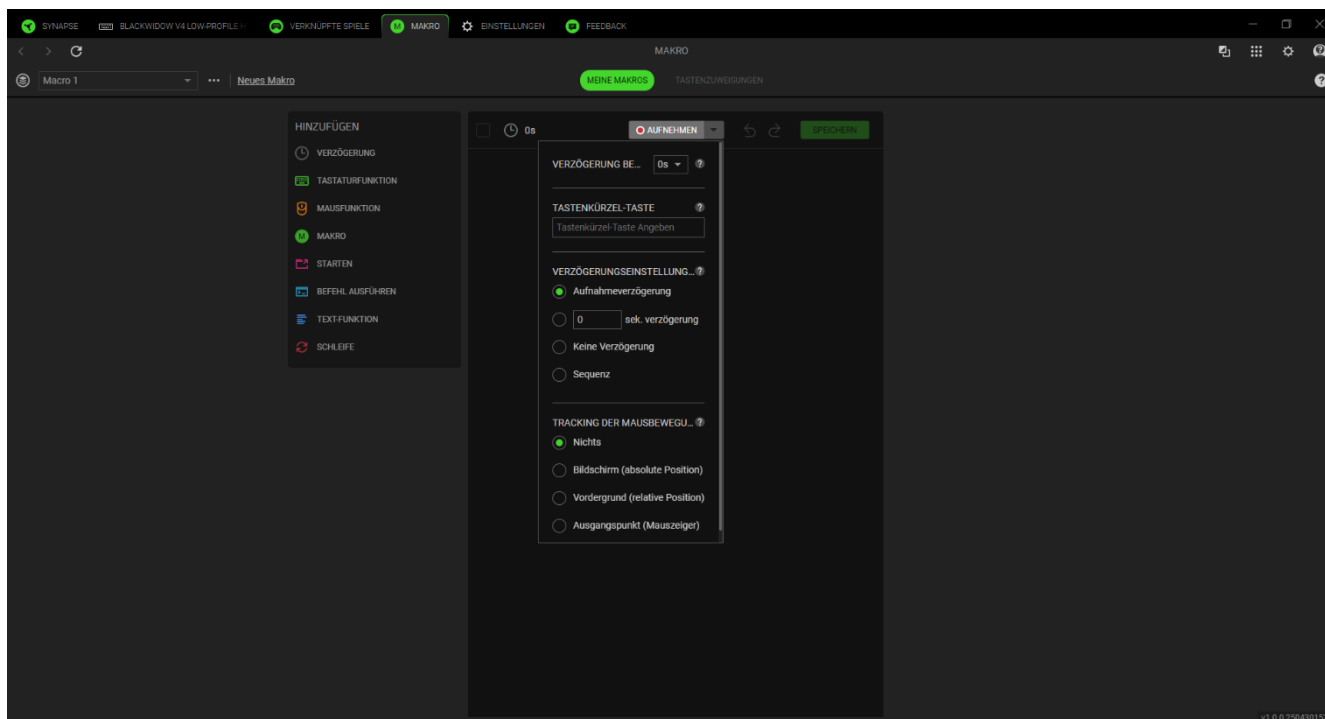 SYNAPSE BLACKWIDOW V4 LOW-PROFILE H VERKNÜPFTE SPIELE M MAKRO EINSTELLUNGEN FEEDBACK
MAKRO
Macro 1 Neues Makro MEINE MAKROS TASTENZUWEISUNGEN
HINZUFÜGEN
VERZÖGERUNG
TASTATURFUNKTION
MAUSFUNKTION
M MAKRO
STARTEN
BEFEHL AUSFÜHREN
TEXT-FUNKTION
SCHLEIFE
0s AUFNEHMEN SPEICHERN
VERZÖGERUNG BE... 0s ?
TASTENKÜRZEL-TASTE ?
Tastenkürzel-Taste Angeben
VERZÖGERUNGSEINSTELLUNG... ?
Aufnahmeverzögerung
0 sek. verzögerung
Keine Verzögerung
Sequenz
TRACKING DER MAUSBEWEGU... ?
Nichts
Bildschirm (absolute Position)
Vordergrund (relative Position)
Ausgangspunkt (Mauszeiger)